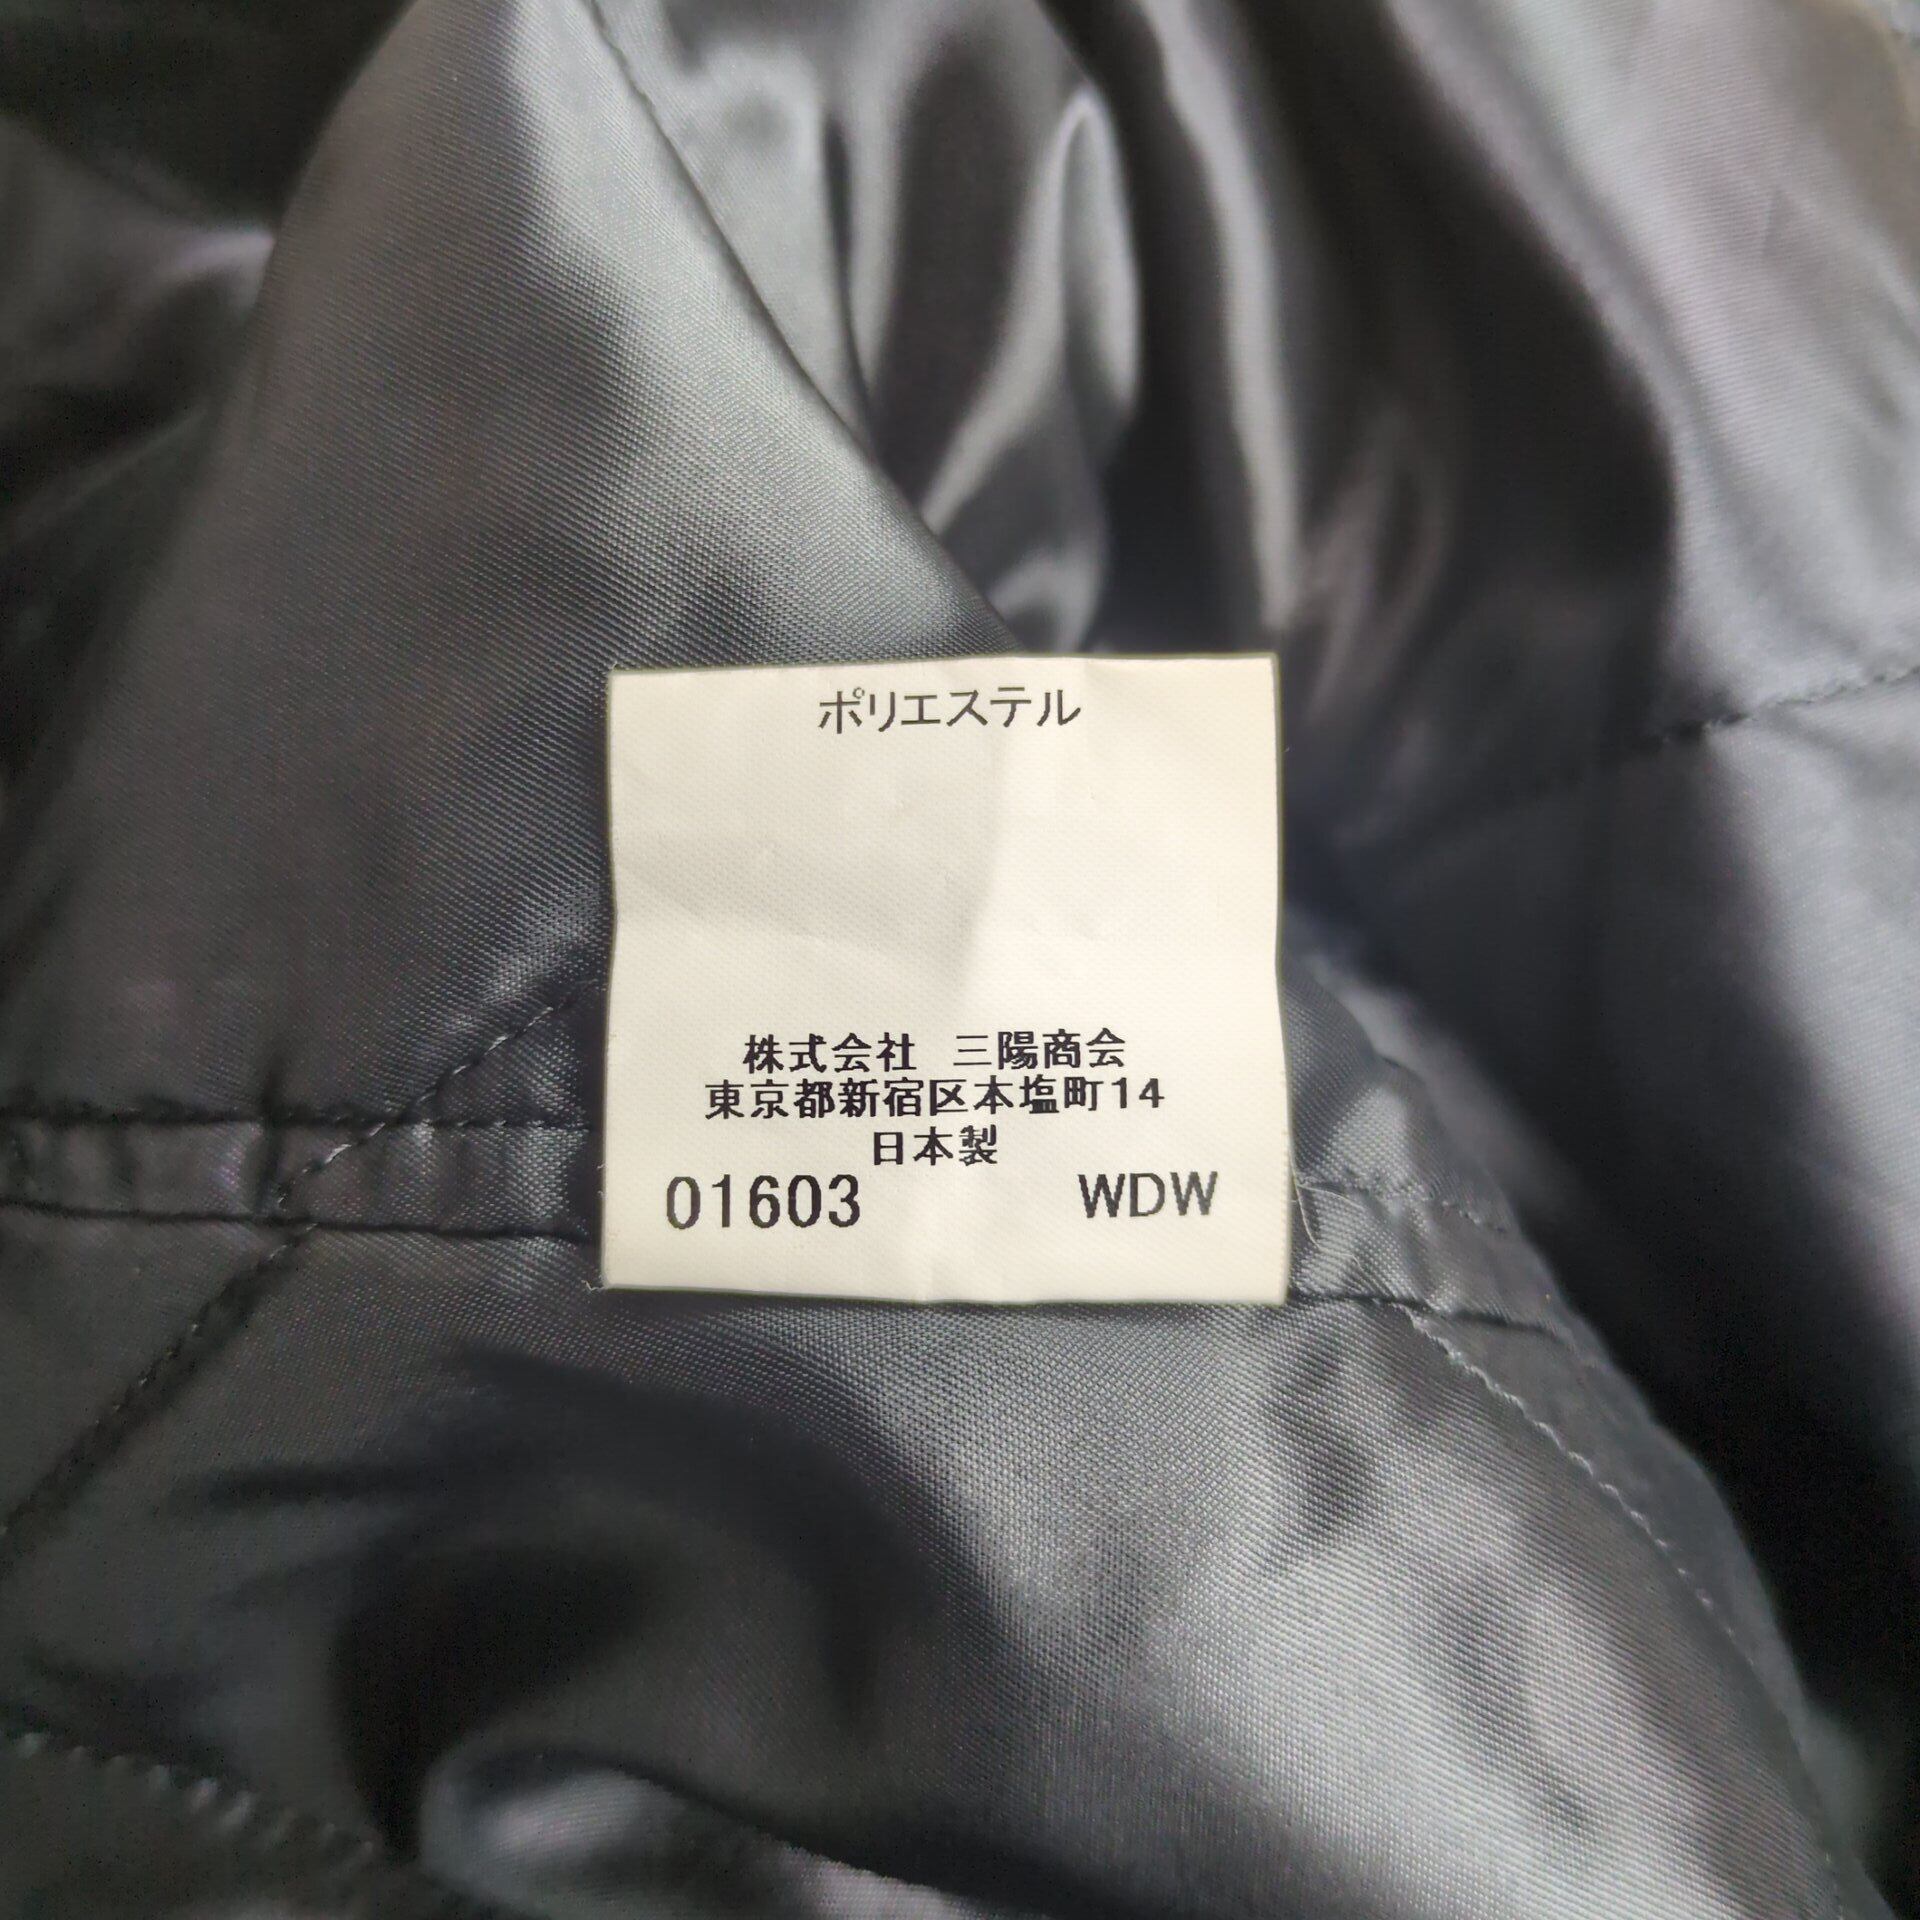 ポリエステル
株式会社 三陽商会
東京都新宿区本塩町14
日本製
01603 WDW